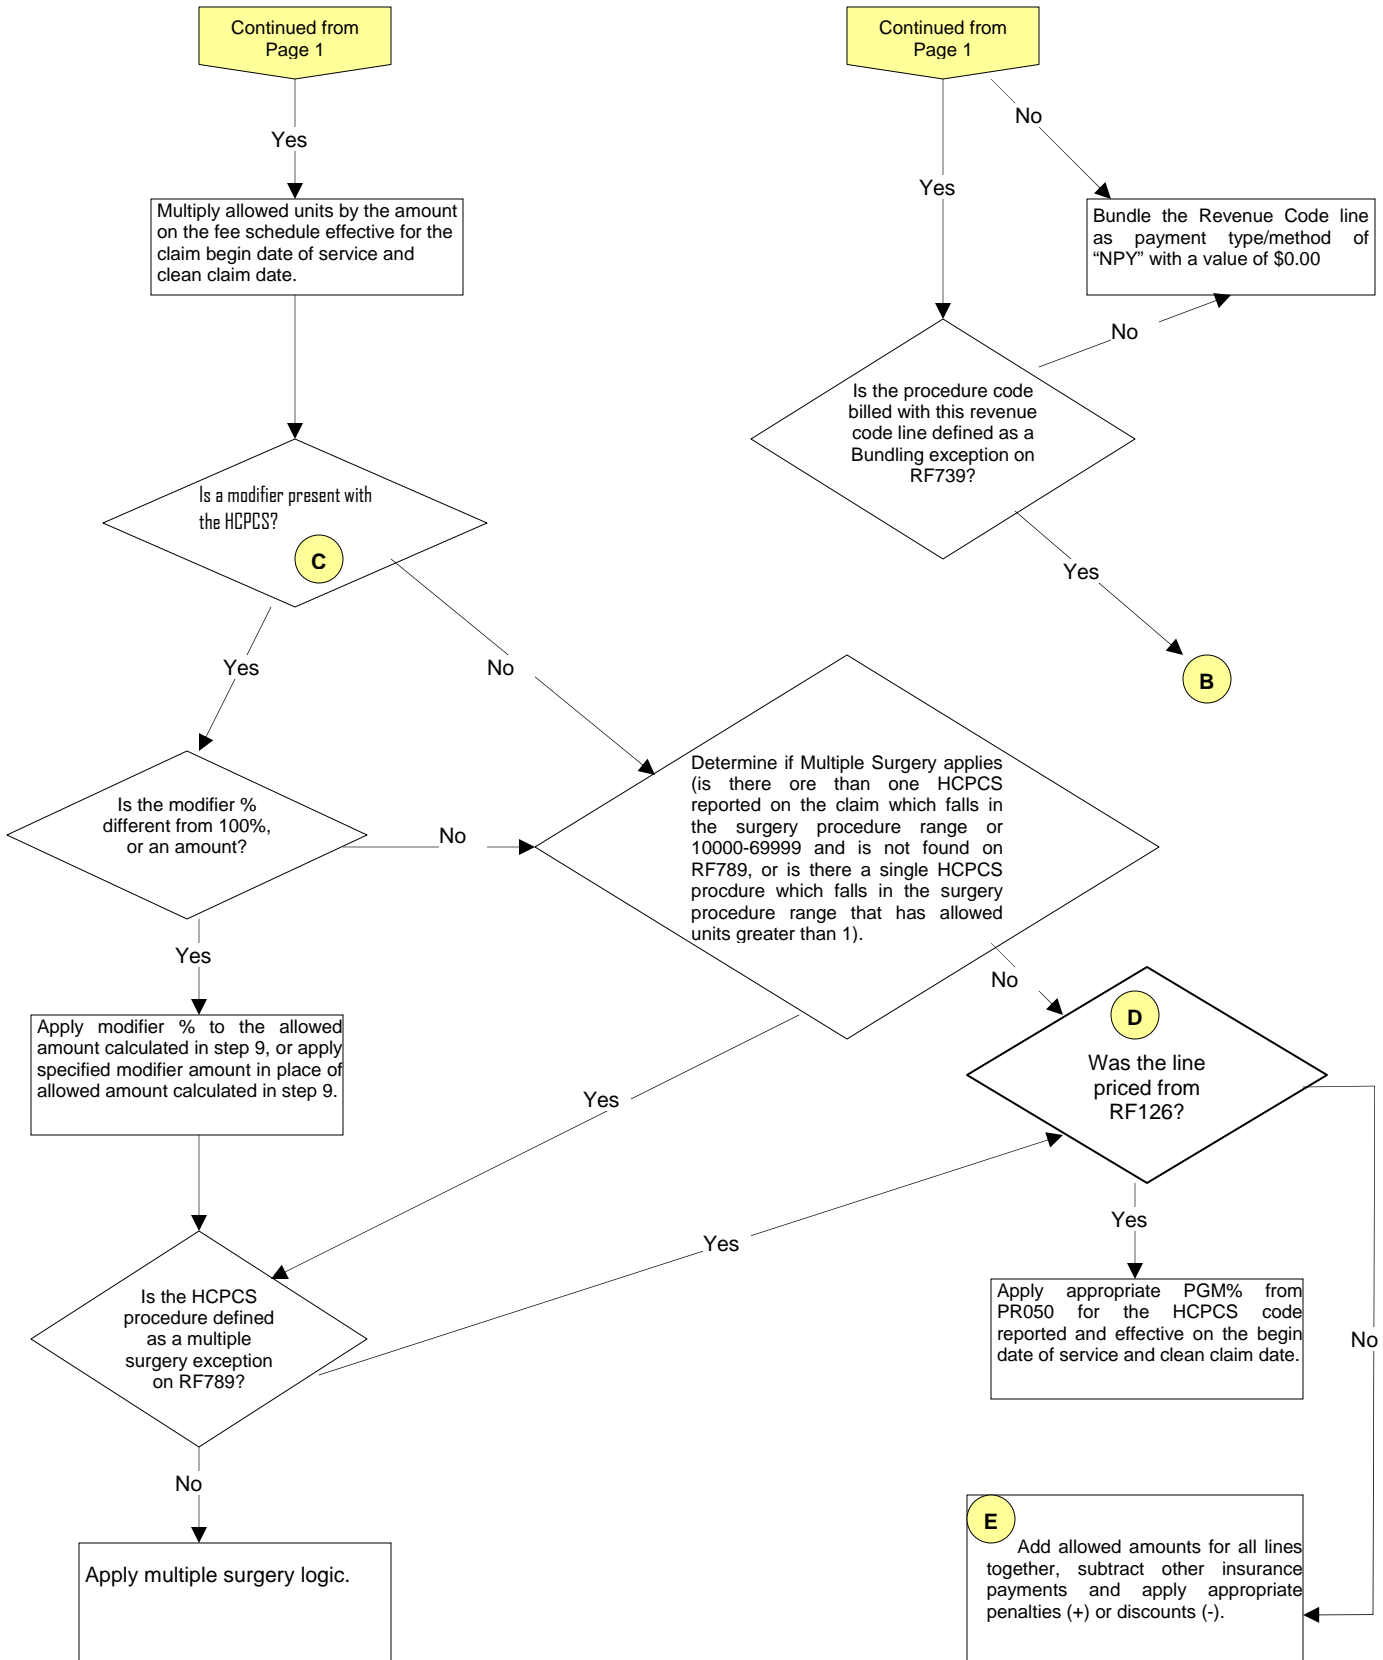 Continued from
Page 1
Yes
Multiply allowed units by the amount
on the fee schedule effective for the
claim begin date of service and
clean claim date.
Is a modifier present with
the HCPCS?
C
Yes
No
Is the modifier %
different from 100%,
or an amount?
No
Yes
Apply modifier % to the allowed
amount calculated in step 9, or apply
specified modifier amount in place of
allowed amount calculated in step 9.
Is the HCPCS
procedure defined
as a multiple
surgery exception
on RF789?
Yes
No
Apply multiple surgery logic.
Continued from
Page 1
No
Yes
Bundle the Revenue Code line
as payment type/method of
“NPY” with a value of $0.00
No
Is the procedure code
billed with this revenue
code line defined as a
Bundling exception on
RF739?
Yes
B
Determine if Multiple Surgery applies
(is there ore than one HCPCS
reported on the claim which falls in
the surgery procedure range or
10000-69999 and is not found on
RF789, or is there a single HCPCS
procdure which falls in the surgery
procedure range that has allowed
units greater than 1).
No
Yes
D
Was the line
priced from
RF126?
Yes
No
Apply appropriate PGM% from
PR050 for the HCPCS code
reported and effective on the begin
date of service and clean claim date.
E
Add allowed amounts for all lines
together, subtract other insurance
payments and apply appropriate
penalties (+) or discounts (-).